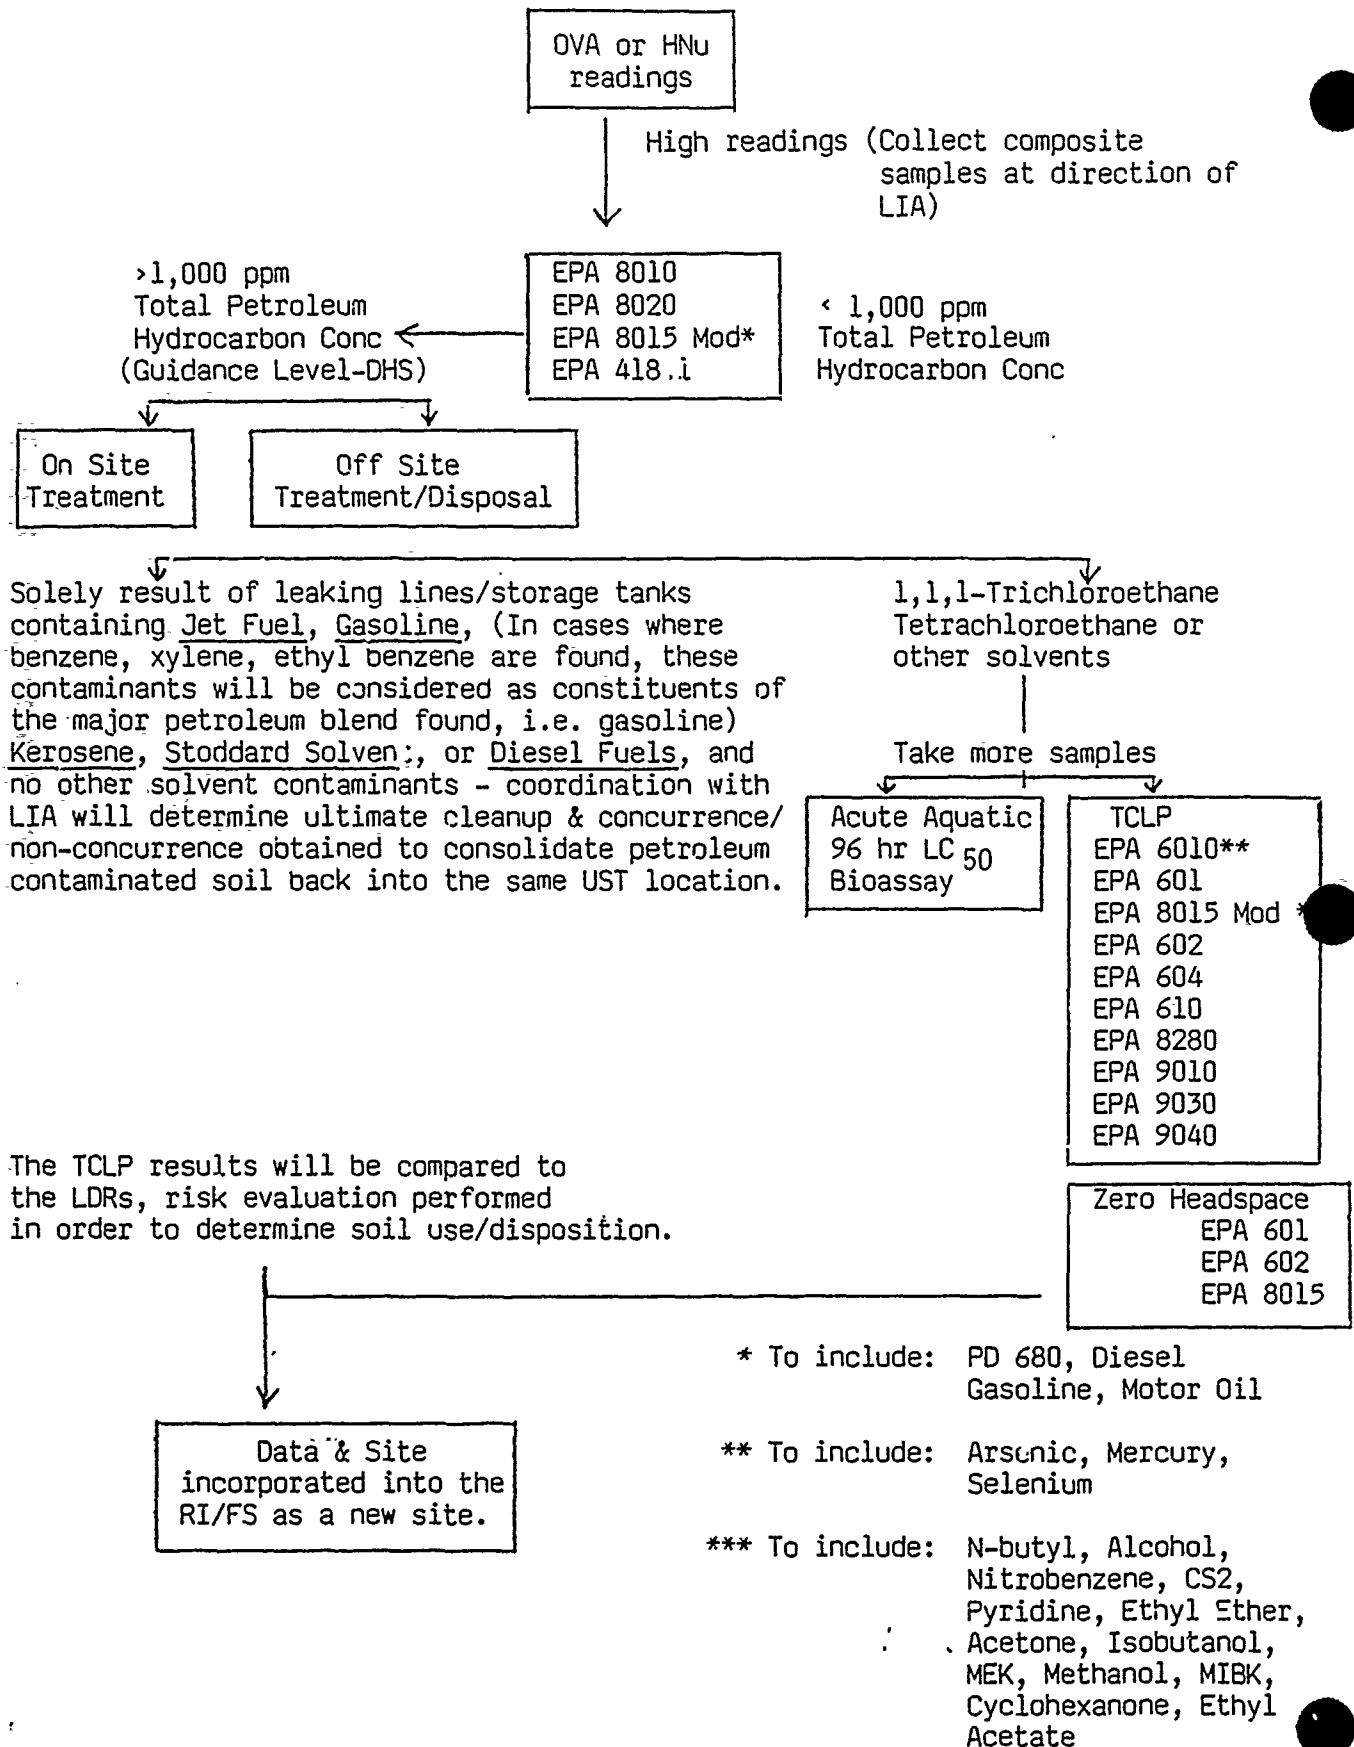 OVA or HNu
readings
High readings (Collect composite
samples at direction of
LIA)
>1,000 ppm
Total Petroleum
Hydrocarbon Conc
(Guidance Level-DHS)
EPA 8010
EPA 8020
EPA 8015 Mod*
EPA 418.i
< 1,000 ppm
Total Petroleum
Hydrocarbon Conc
On Site
Treatment
Off Site
Treatment/Disposal
Solely result of leaking lines/storage tanks
containing Jet Fuel, Gasoline, (In cases where
benzene, xylene, ethyl benzene are found, these
contaminants will be considered as constituents of
the major petroleum blend found, i.e. gasoline)
Kerosene, Stoddard Solven:, or Diesel Fuels, and
no other solvent contaminants - coordination with
LIA will determine ultimate cleanup & concurrence/
non-concurrence obtained to consolidate petroleum
contaminated soil back into the same UST location.
1,1,1-Trichloroethane
Tetrachloroethane or
other solvents
Take more samples
Acute Aquatic
96 hr LC 50
Bioassay
TCLP
EPA 6010**
EPA 601
EPA 8015 Mod *
EPA 602
EPA 604
EPA 610
EPA 8280
EPA 9010
EPA 9030
EPA 9040
The TCLP results will be compared to
the LDRs, risk evaluation performed
in order to determine soil use/disposition.
Zero Headspace
EPA 601
EPA 602
EPA 8015
Data & Site
incorporated into the
RI/FS as a new site.
* To include: PD 680, Diesel
Gasoline, Motor Oil
** To include: Arsenic, Mercury,
Selenium
*** To include: N-butyl, Alcohol,
Nitrobenzene, CS2,
Pyridine, Ethyl Ether,
Acetone, Isobutanol,
MEK, Methanol, MIBK,
Cyclohexanone, Ethyl
Acetate